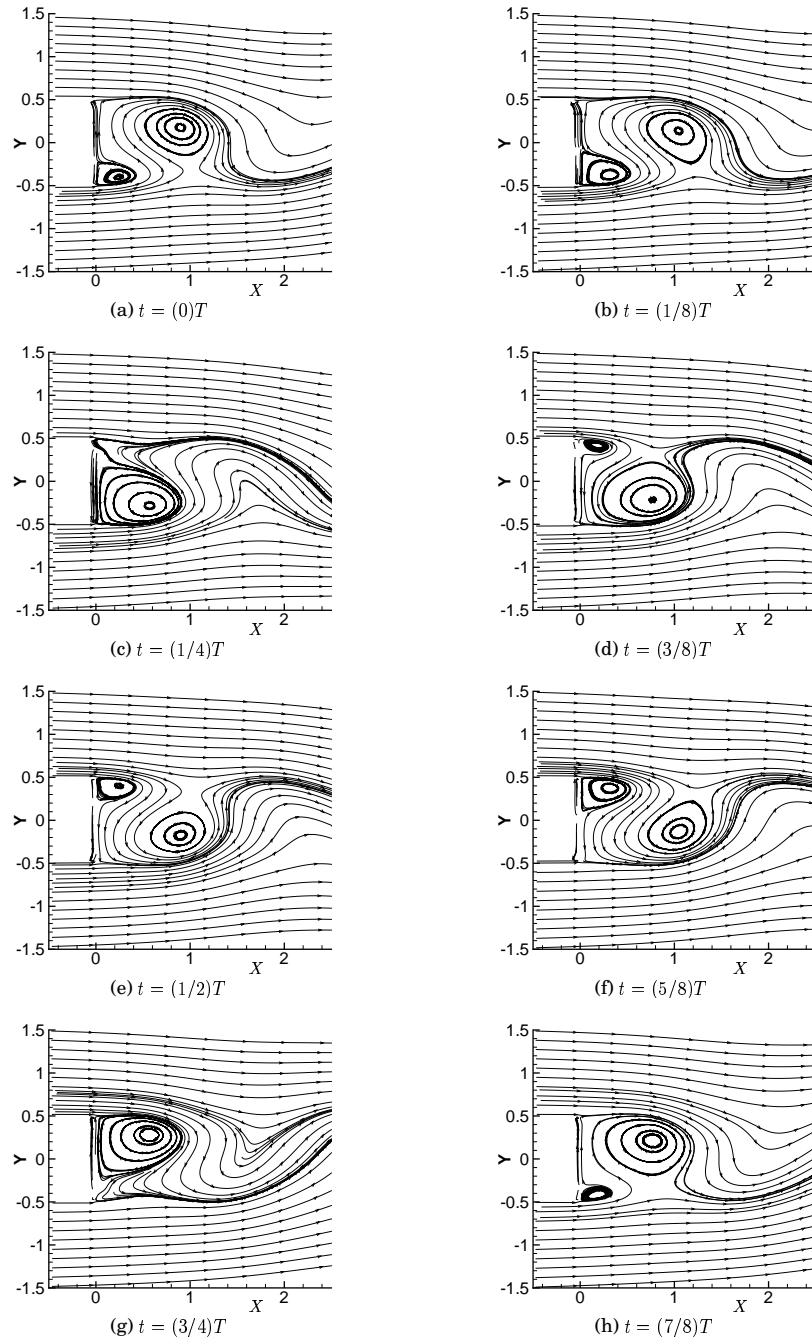 1.5
1
0.5
Y
0
-0.5
-1
-1.5
0 1 2
X
(a) t = (0)T
1.5
1
0.5
Y
0
-0.5
-1
-1.5
0 1 2
X
(b) t = (1/8)T
1.5
1
0.5
Y
0
-0.5
-1
-1.5
0 1 2
X
(c) t = (1/4)T
1.5
1
0.5
Y
0
-0.5
-1
-1.5
0 1 2
X
(d) t = (3/8)T
1.5
1
0.5
Y
0
-0.5
-1
-1.5
0 1 2
X
(e) t = (1/2)T
1.5
1
0.5
Y
0
-0.5
-1
-1.5
0 1 2
X
(f) t = (5/8)T
1.5
1
0.5
Y
0
-0.5
-1
-1.5
0 1 2
X
(g) t = (3/4)T
1.5
1
0.5
Y
0
-0.5
-1
-1.5
0 1 2
X
(h) t = (7/8)T